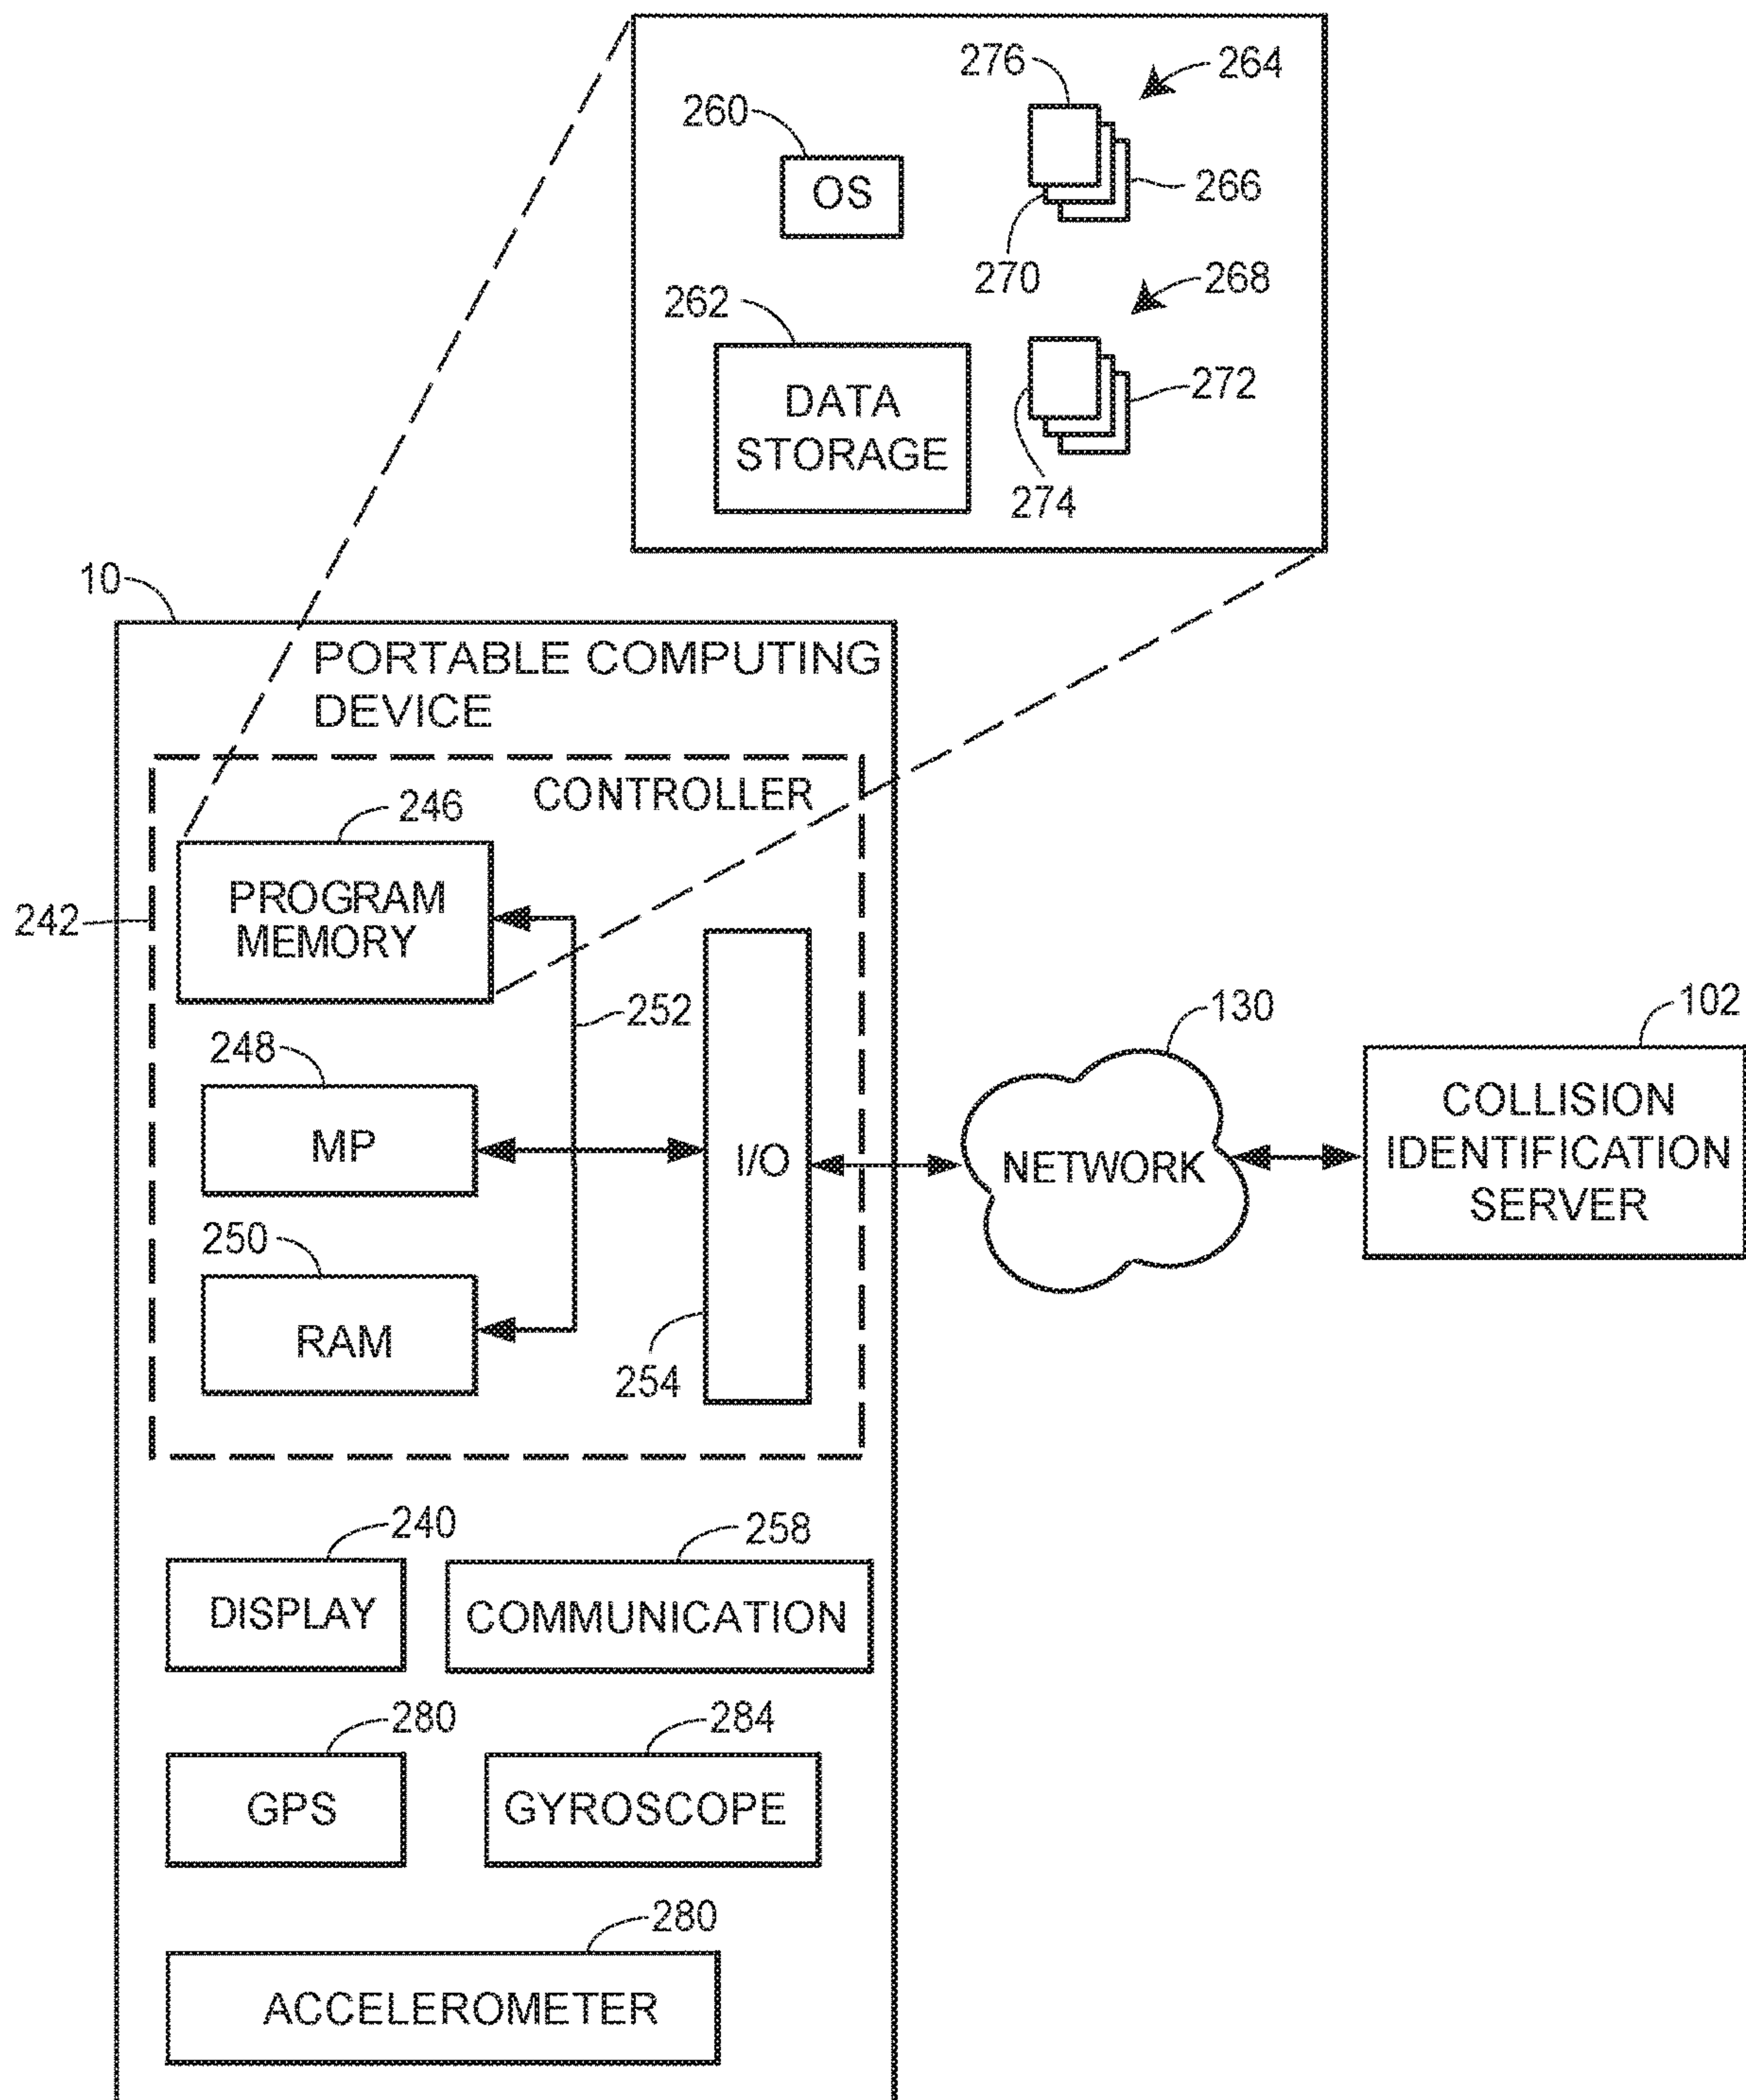 276
264
260
OS
266
270
268
262
DATA
STORAGE
272
274
10
PORTABLE COMPUTING
DEVICE
CONTROLLER
246
PROGRAM
MEMORY
242
252
248
MP
I/O
250
RAM
254
130
NETWORK
102
COLLISION
IDENTIFICATION
SERVER
240
DISPLAY
258
COMMUNICATION
280
GPS
284
GYROSCOPE
280
ACCELEROMETER